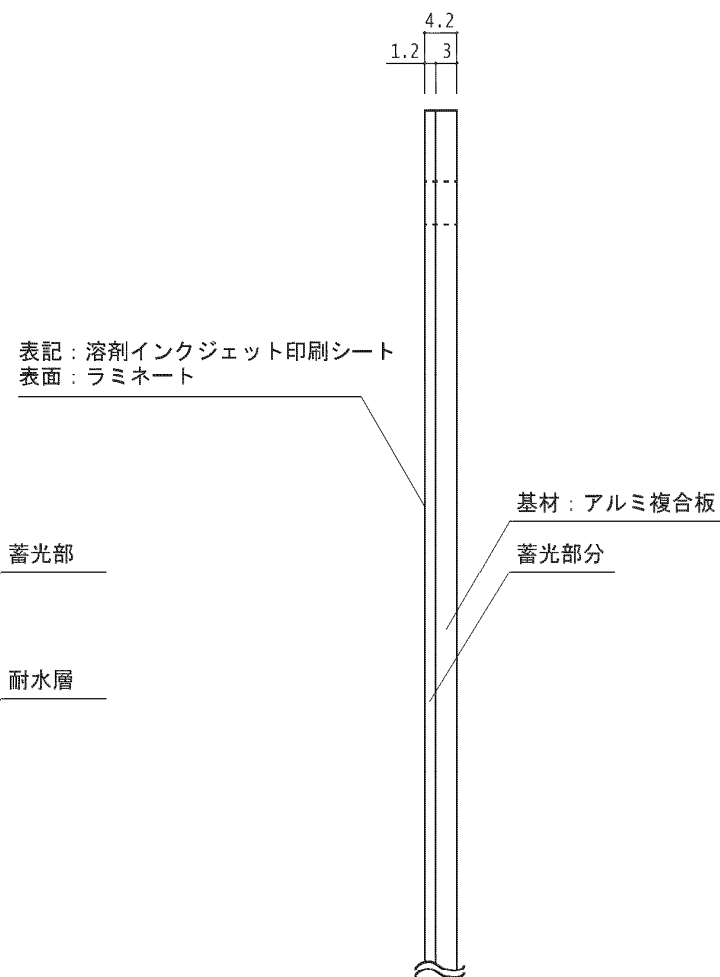 4.2
1.2 3
表記：溶剤インクジェット印刷シート
表面：ラミネート
基材：アルミ複合板
蓄光部
蓄光部分
耐水層